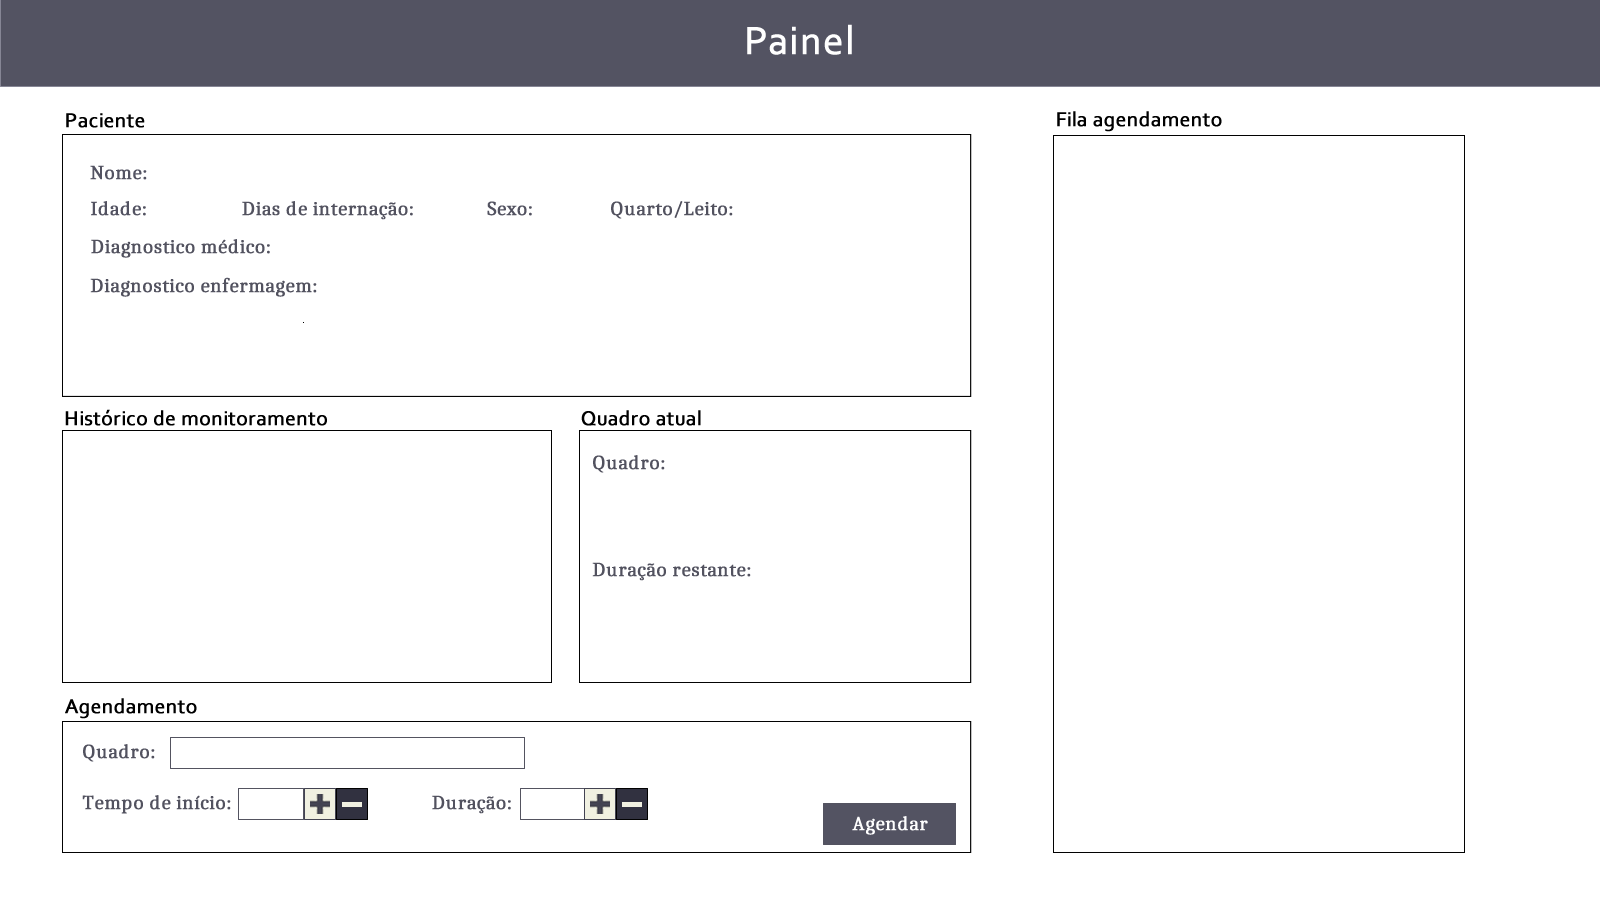 Painel
Paciente
Nome:
Idade: Dias de internação: Sexo: Quarto/Leito:
Diagnostico médico:
Diagnostico enfermagem:
Histórico de monitoramento
Quadro atual
Quadro:
Duração restante:
Agendamento
Quadro:
Tempo de início: Duração:
Agendar
Fila agendamento